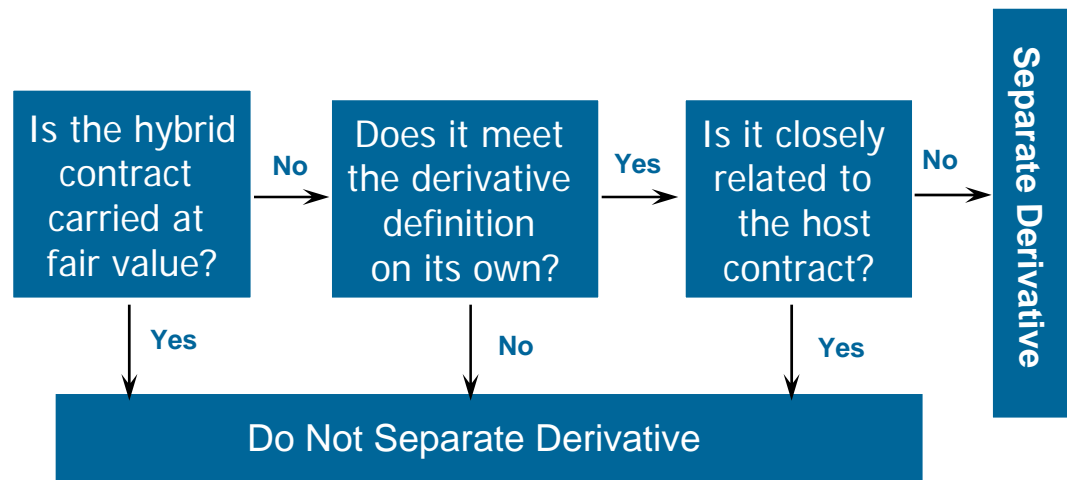 Is the hybrid
contract
carried at
fair value?
No
Does it meet
the derivative
definition
on its own?
Yes
Is it closely
related to
the host
contract?
No
Separate Derivative
Yes
No
Yes
Do Not Separate Derivative